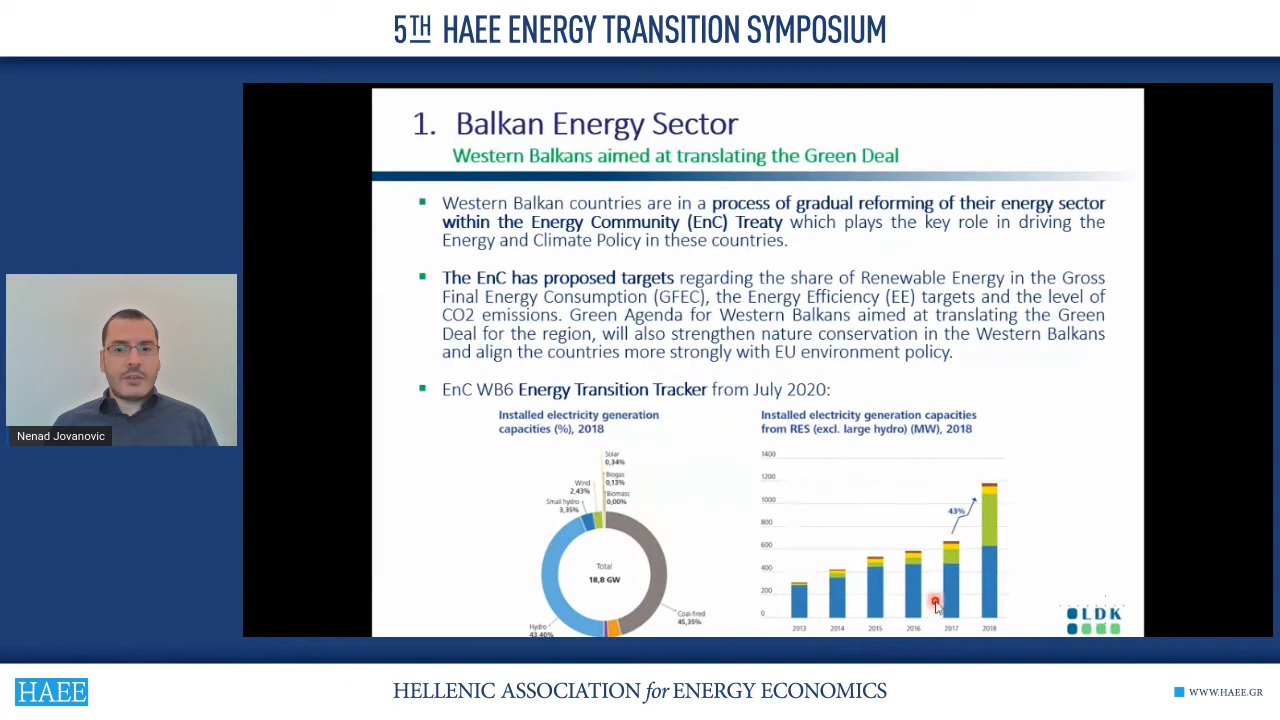 5TH HAEE ENERGY TRANSITION SYMPOSIUM
1. Balkan Energy Sector
Western Balkans aimed at translating the Green Deal
Western Balkan countries are in a process of gradual reforming of their energy sector
within the Energy Community (EnC) Treaty which plays the key role in driving the
Energy and Climate Policy in these countries.
The EnC has proposed targets regarding the share of Renewable Energy in the Gross
Final Energy Consumption (GFEC), the Energy Efficiency (EE) targets and the level of
CO2 emissions. Green Agenda for Western Balkans aimed at translating the Green
Deal for the region, will also strengthen nature conservation in the Western Balkans
and align the countries more strongly with EU environment policy.
EnC WB6 Energy Transition Tracker from July 2020:
Installed electricity generation
capacities (%), 2018
Solar
0,34%
Biogas
0,13%
Wind
2,43%
Biomass
0,00%
Small hydro
3,35%
Total
18,8 GW
Coal-fired
45,35%
Hydro
43,40%
Installed electricity generation capacities
from RES (excl. large hydro) (MW), 2018
1400
1200
1000
800
600
400
200
0
43%
2013 2014 2015 2016 2017 2018
LDK
Nenad Jovanovic
HAEE
HELLENIC ASSOCIATION for ENERGY ECONOMICS
WWW.HAEE.GR